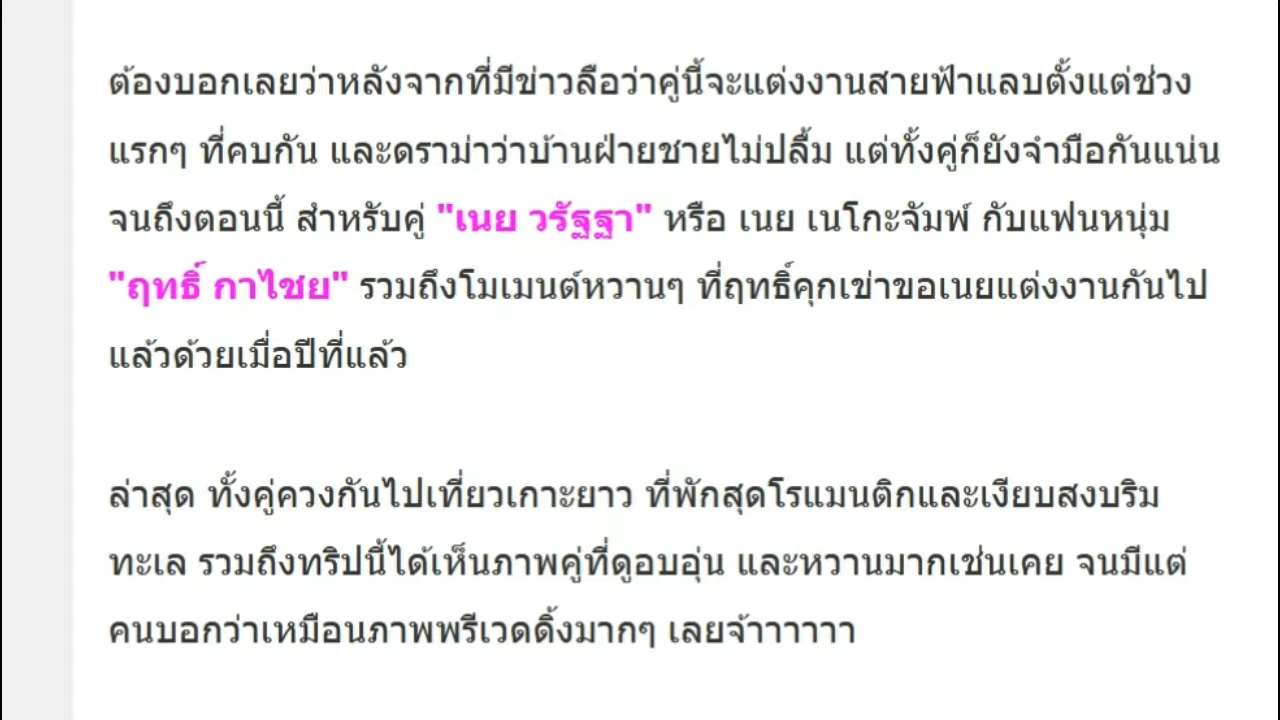 ต้องบอกเลยว่าหลังจากที่มีข่าวลือว่าคู่นี้จะแต่งงานสายฟ้าแลบตั้งแต่ช่วง
แรกๆ ที่คบกัน และดราม่าว่าบ้านฝ่ายชายไม่ปลื้ม แต่ทั้งคู่ก็ยังจำมือกันแน่น
จนถึงตอนนี้ สำหรับคู่ "เนย วรัฐฐา" หรือ เนย เนโกะจัมพ์ กับแฟนหนุ่ม
"ฤทธิ์ กาไชย" รวมถึงโมเมนต์หวานๆ ที่ฤทธิ์คุกเข่าขอเนยแต่งงานกันไป
แล้วด้วยเมื่อปีที่แล้ว
ล่าสุด ทั้งคู่ควงกันไปเที่ยวเกาะยาว ที่พักสุดโรแมนติกและเงียบสงบริม
ทะเล รวมถึงทริปนี้ได้เห็นภาพคู่ที่ดูอบอุ่น และหวานมากเช่นเคย จนมีแต่
คนบอกว่าเหมือนภาพพรีเวดดิ้งมากๆ เลยจ้าาาาาา